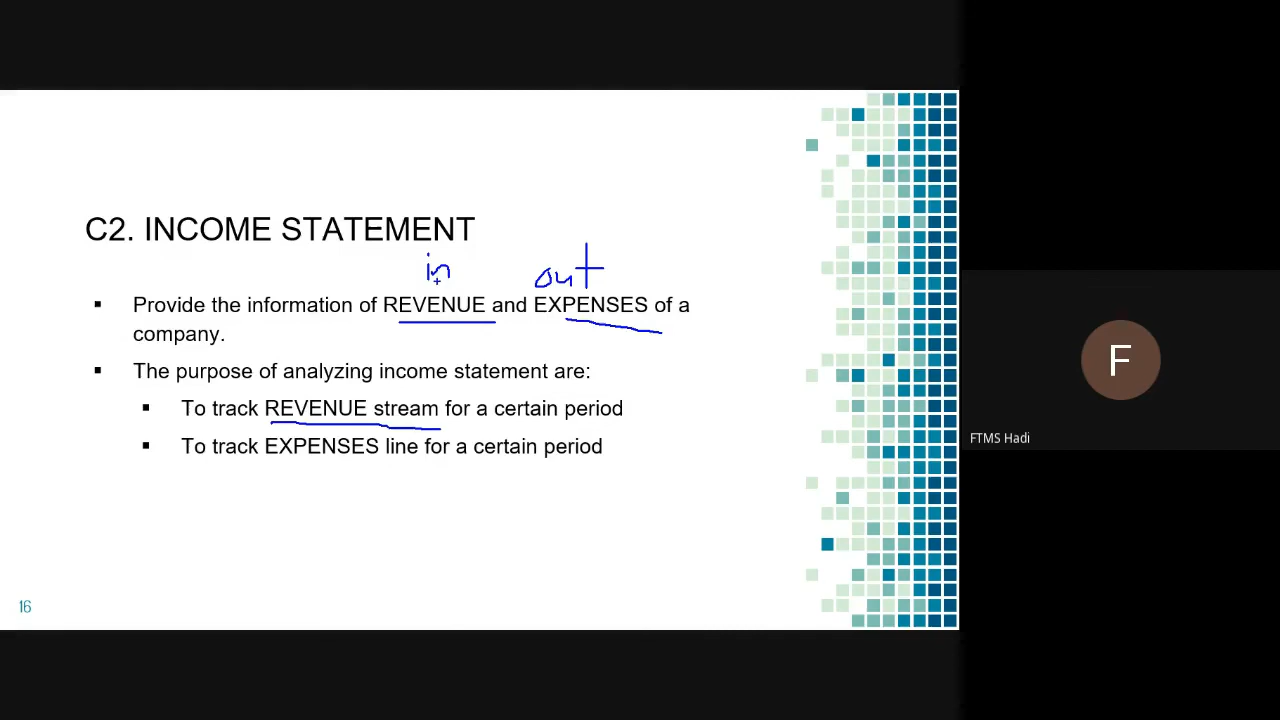 C2. INCOME STATEMENT
in out
▪ Provide the information of REVENUE and EXPENSES of a
company.
▪ The purpose of analyzing income statement are:
▪ To track REVENUE stream for a certain period
▪ To track EXPENSES line for a certain period
16
F
FTMS Hadi